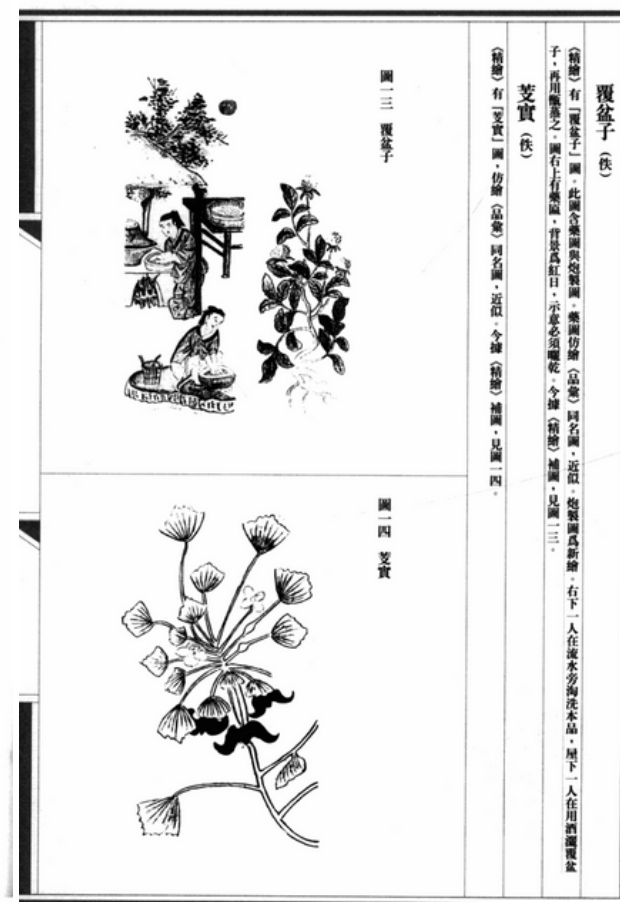 覆盆子（佚）
《精繪》有「覆盆子」圖。此圖含藥圖與炮製圖。藥圖仿繪《品彙》同名圖，近似。炮製圖爲新繪。右下一人在流水旁淘洗本品，屋下一人在用酒灑覆盆
子，再用甑蒸之。圖右上有藥匾，背景爲紅日，示意必須曬乾。今據《精繪》補圖，見圖一三。
芰實（佚）
《精繪》有「芰實」圖，仿繪《品彙》同名圖，近似。今據《精繪》補圖，見圖一四。
圖一三 覆盆子
圖一四 芰實